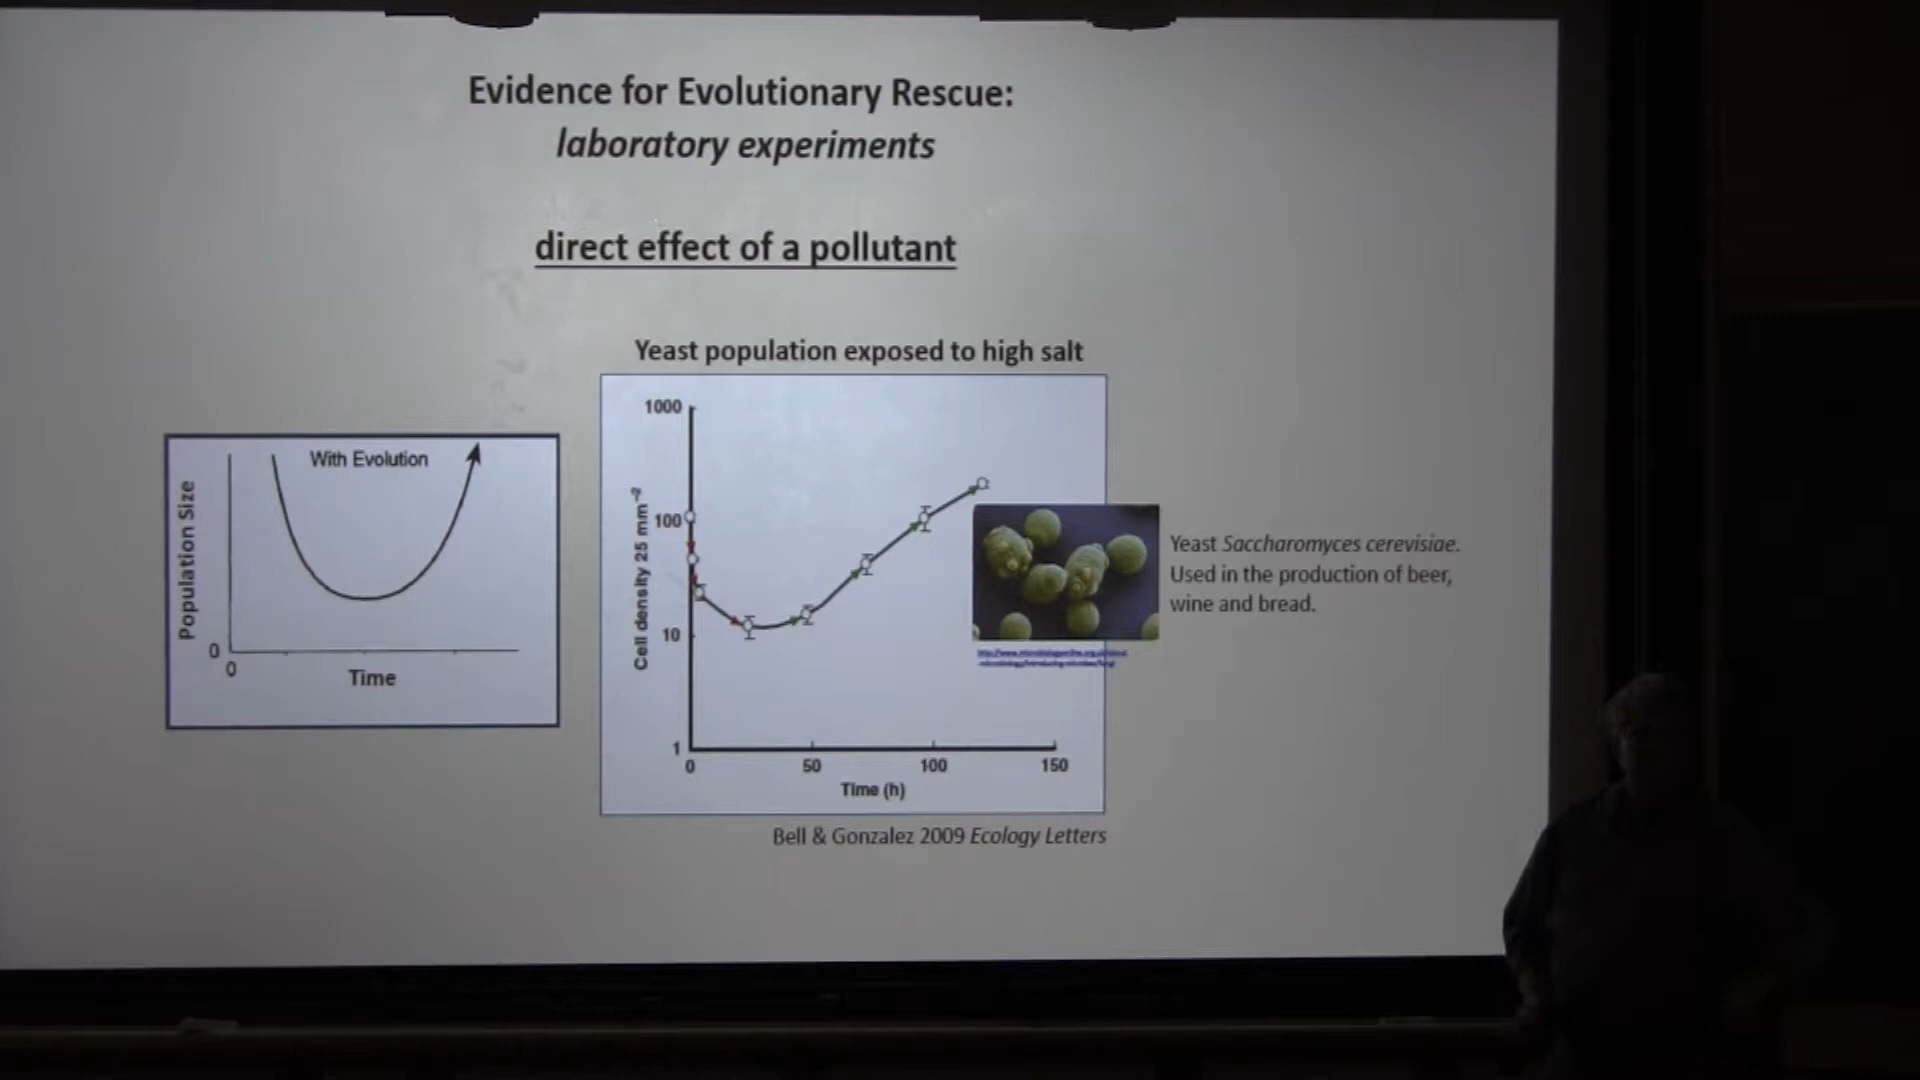 Evidence for Evolutionary Rescue:
laboratory experiments
direct effect of a pollutant
With Evolution
Population Size
0
0
Time
Yeast population exposed to high salt
1000
100
10
1
Cell density 25 mm⁻²
0 50 100 150
Time (h)
Bell & Gonzalez 2009 Ecology Letters
Yeast Saccharomyces cerevisiae.
Used in the production of beer,
wine and bread.